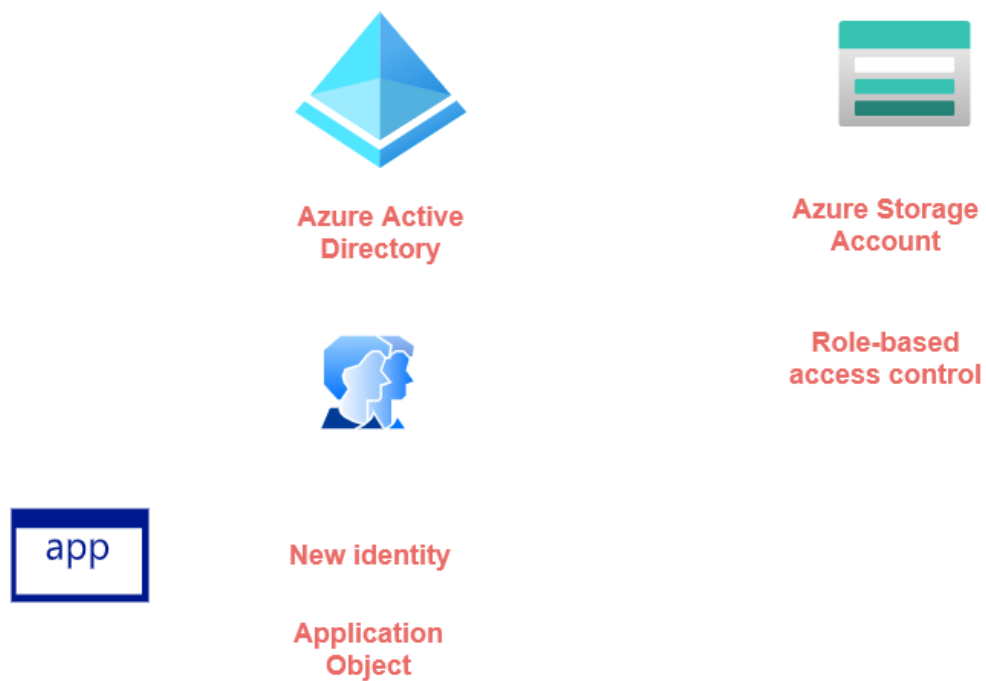 Azure Active
Directory
Azure Storage
Account
Role-based
access control
app
New identity
Application
Object